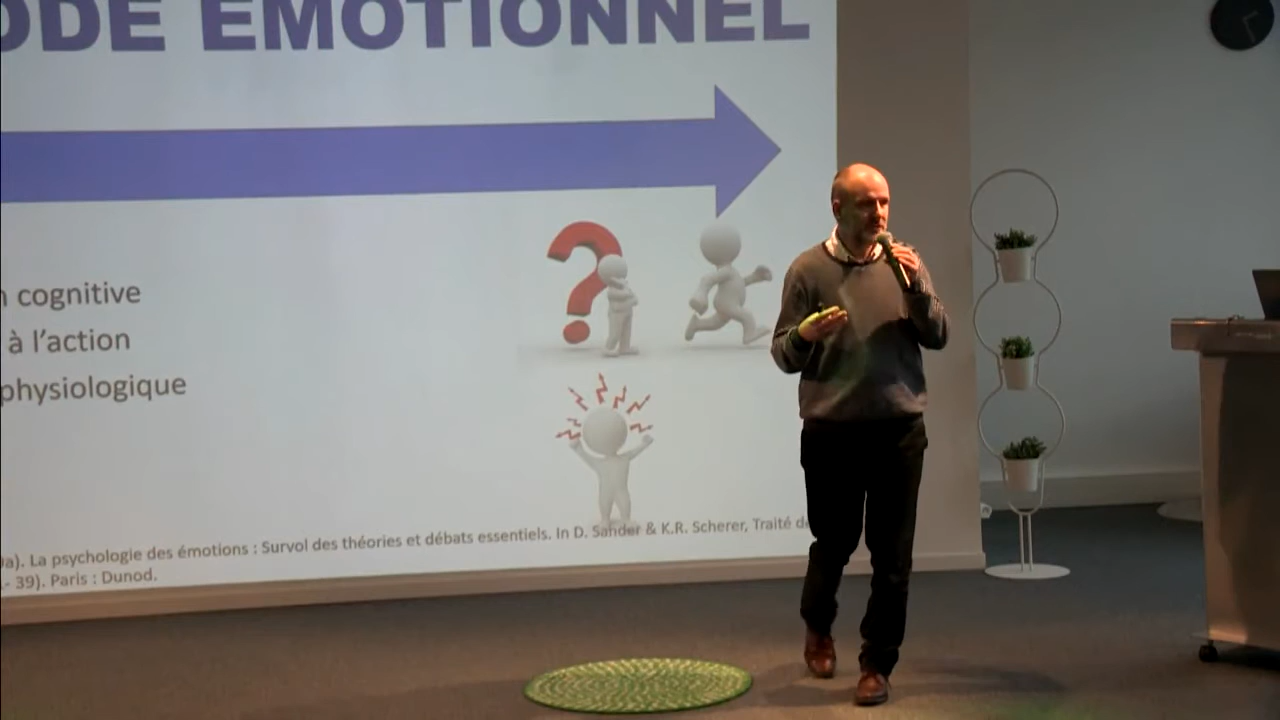 ODE ÉMOTIONNEL
n cognitive
à l’action
physiologique
9a). La psychologie des émotions : Survol des théories et débats essentiels. In D. Sander & K.R. Scherer, Traité de
- 39). Paris : Dunod.